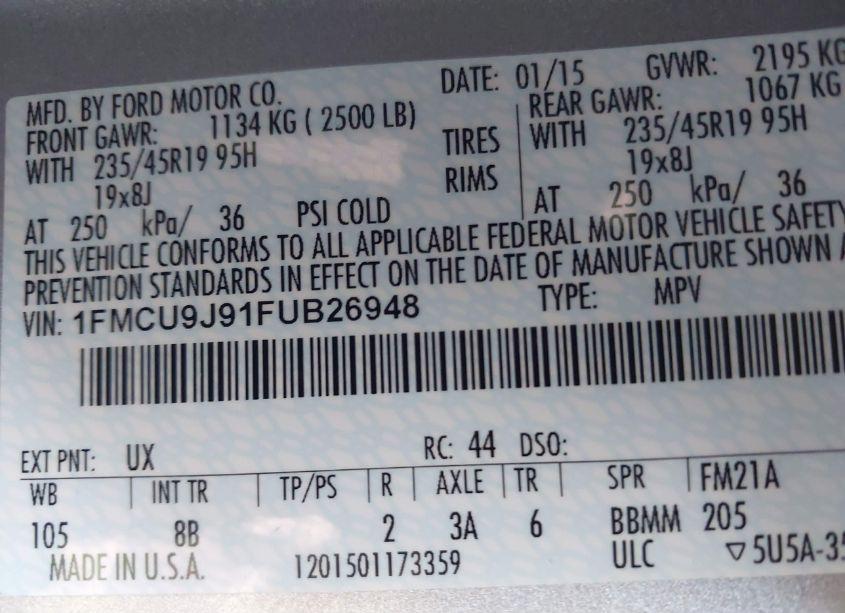 MFD. BY FORD MOTOR CO. DATE: 01/15 GVWR: 2195 KG
FRONT GAWR: 1134 KG ( 2500 LB) REAR GAWR: 1067 KG
WITH 235/45R19 95H TIRES WITH 235/45R19 95H
19x8J RIMS 19x8J
AT 250 kPa/ 36 PSI COLD AT 250 kPa/ 36
THIS VEHICLE CONFORMS TO ALL APPLICABLE FEDERAL MOTOR VEHICLE SAFETY
PREVENTION STANDARDS IN EFFECT ON THE DATE OF MANUFACTURE SHOWN
VIN: 1FMCU9J91FUB26948 TYPE: MPV
EXT PNT: UX RC: 44 DSO:
WB INT TR TP/PS R AXLE TR SPR FM21A
105 8B 2 3A 6 BBMM 205
MADE IN U.S.A. 1201501173359 ULC ▽5U5A-35